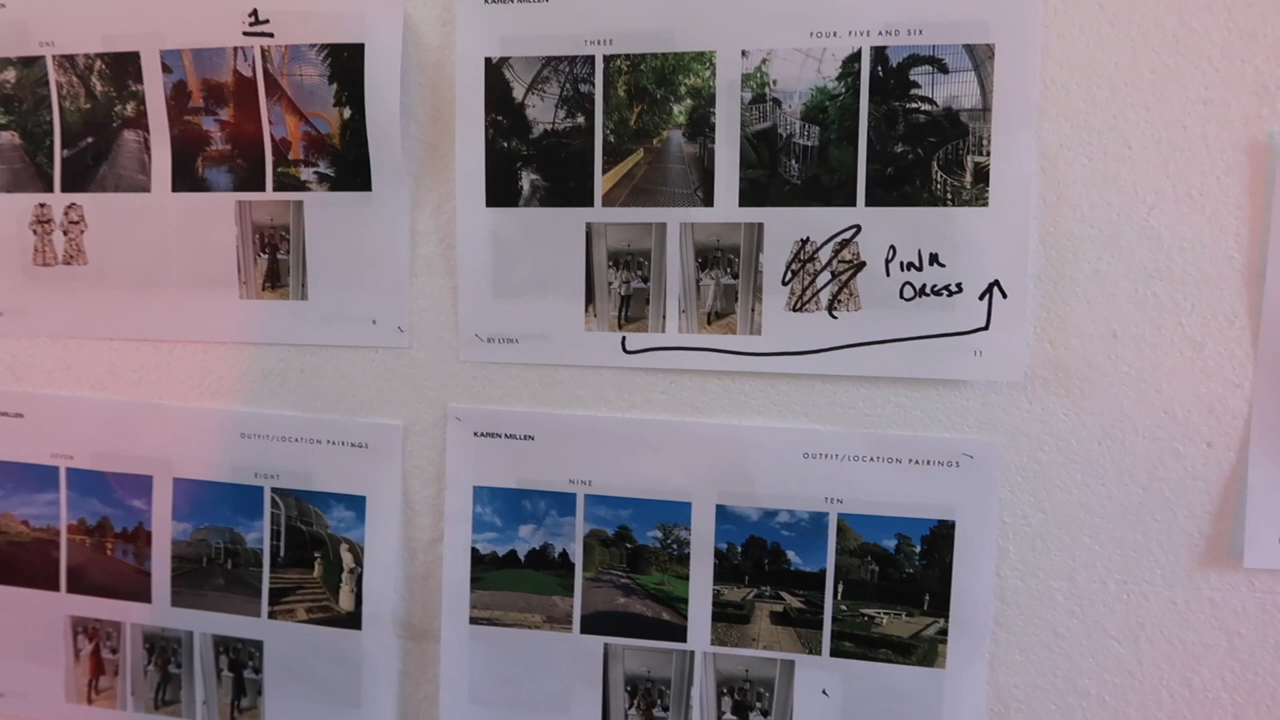 ONE
1
KAREN MILLEN
THREE
FOUR, FIVE AND SIX
PINK
DRESS
BY LYDIA
11
OUTFIT/LOCATION PAIRINGS
SEVEN
EIGHT
KAREN MILLEN
OUTFIT/LOCATION PAIRINGS
NINE
TEN